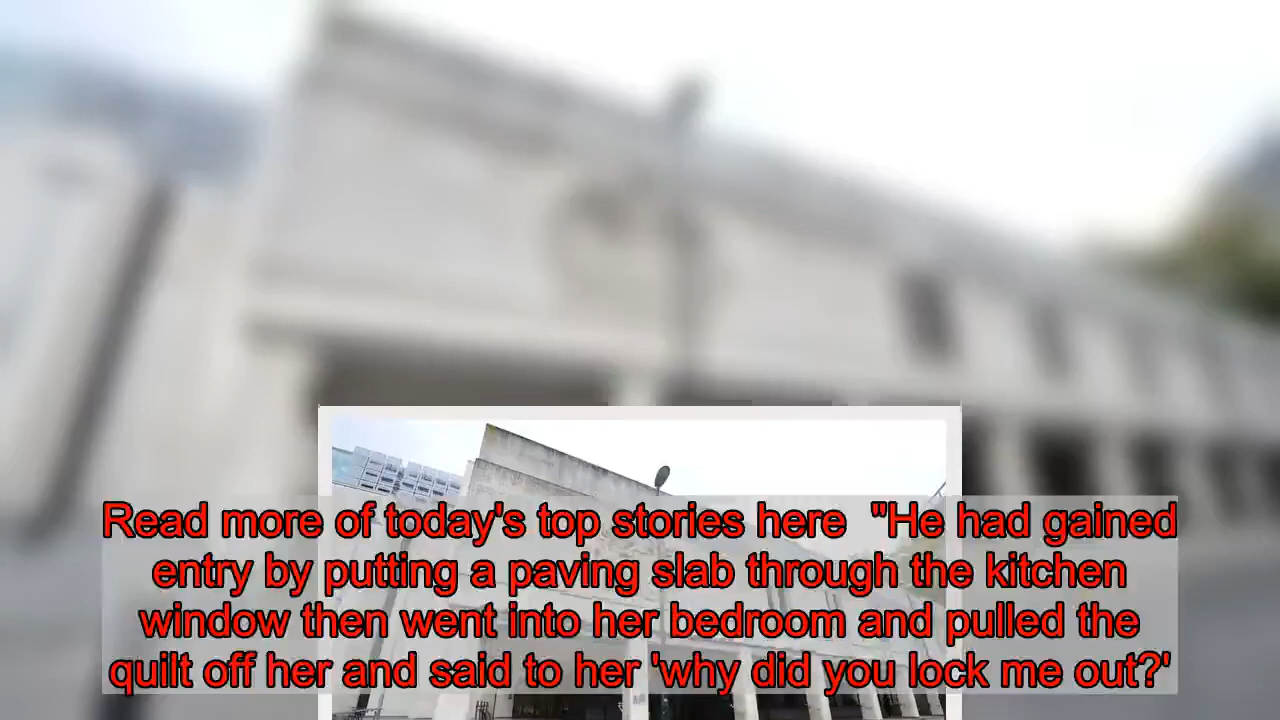 Read more of today's top stories here  "He had gained
entry by putting a paving slab through the kitchen
window then went into her bedroom and pulled the
quilt off her and said to her 'why did you lock me out?'